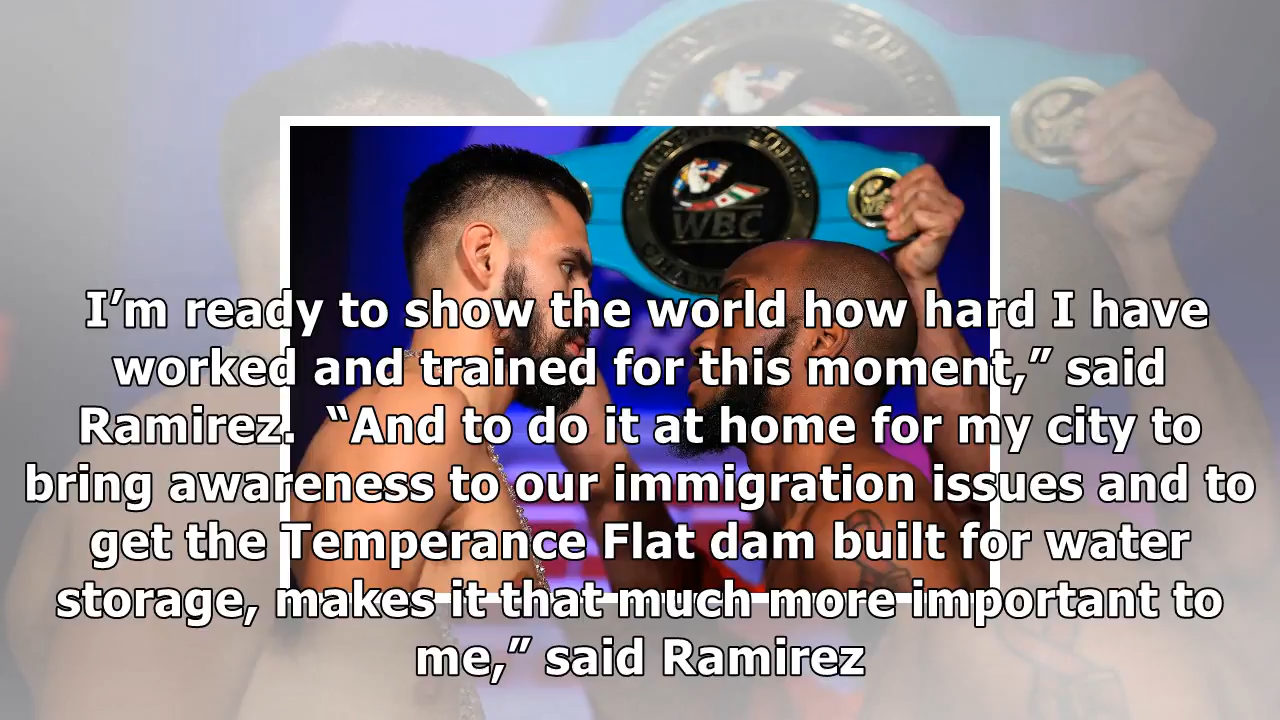 WBC
I’m ready to show the world how hard I have
worked and trained for this moment,” said
Ramirez.  “And to do it at home for my city to
bring awareness to our immigration issues and to
get the Temperance Flat dam built for water
storage, makes it that much more important to
me,” said Ramirez